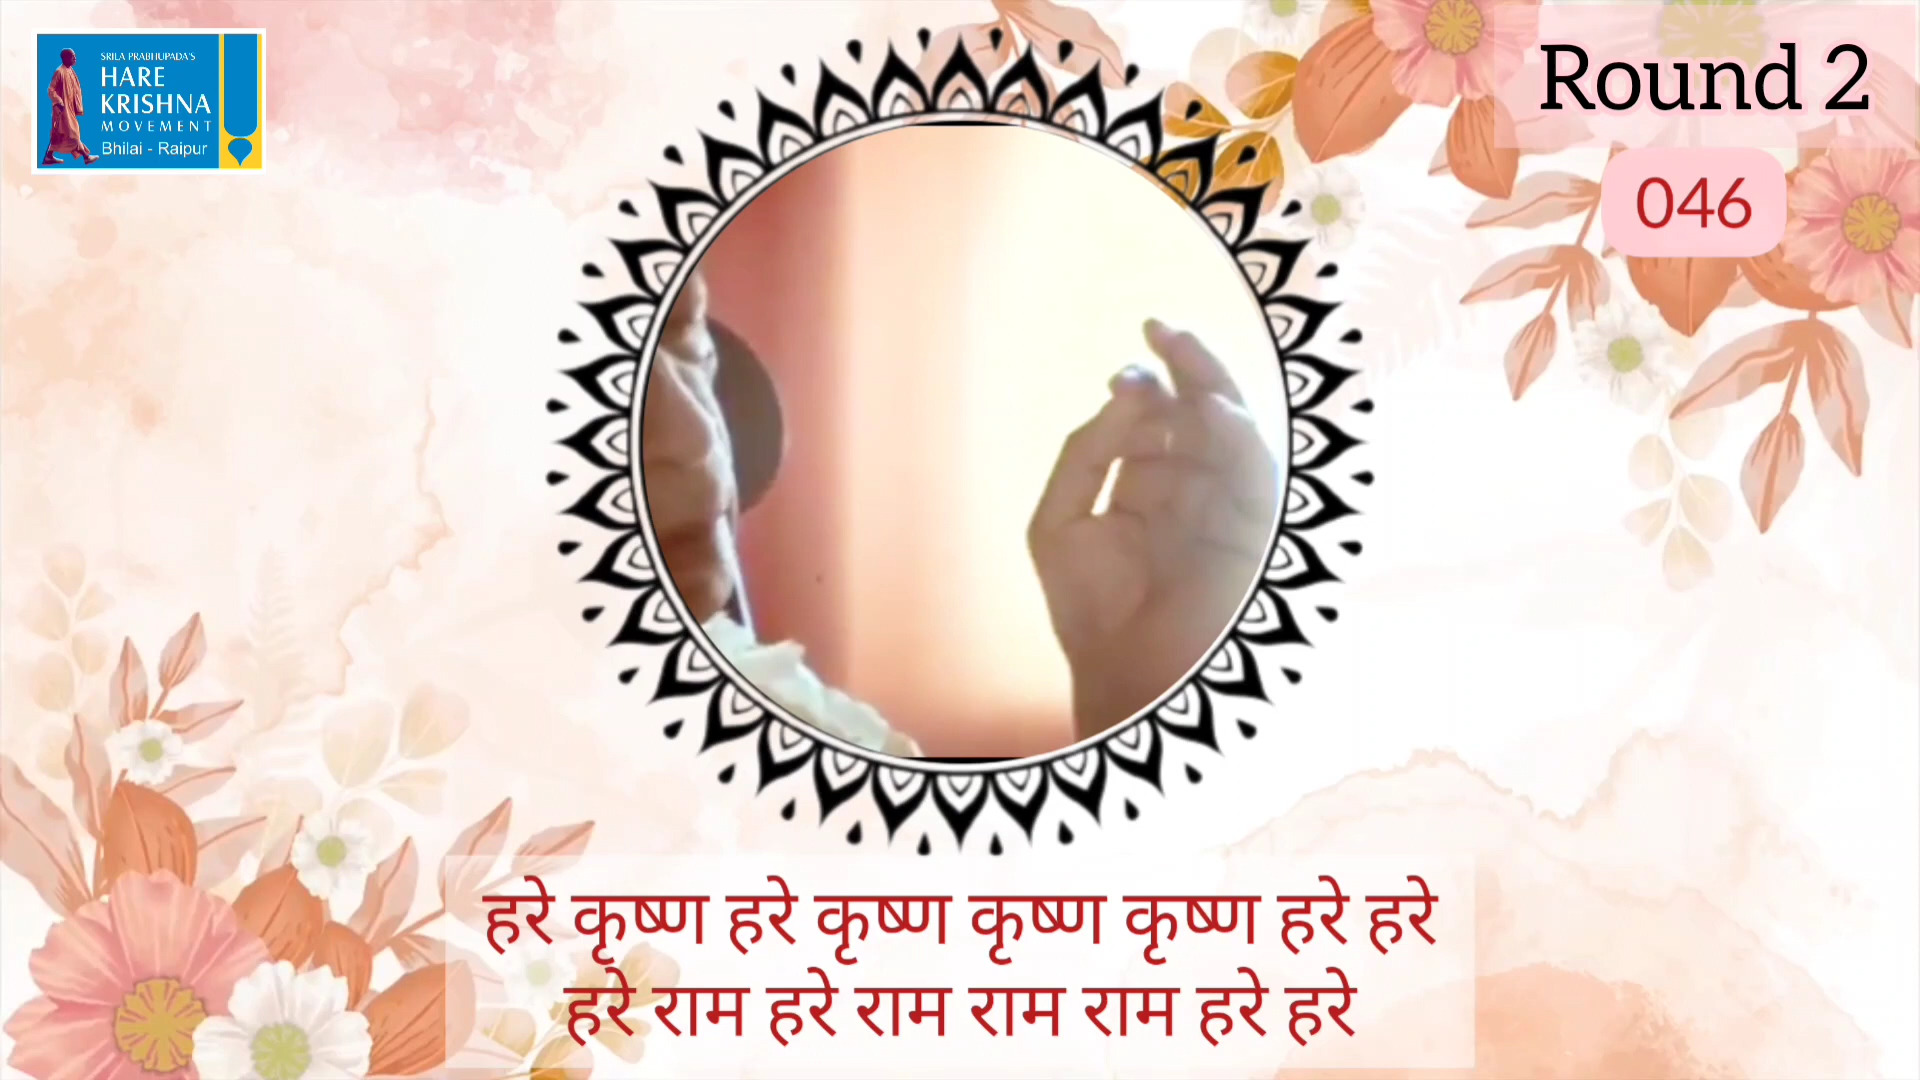 SRILA PRABHUPADA'S
HARE
KRISHNA
MOVEMENT
Bhilai - Raipur
Round 2
046
हरे कृष्ण हरे कृष्ण कृष्ण कृष्ण हरे हरे
हरे राम हरे राम राम राम हरे हरे